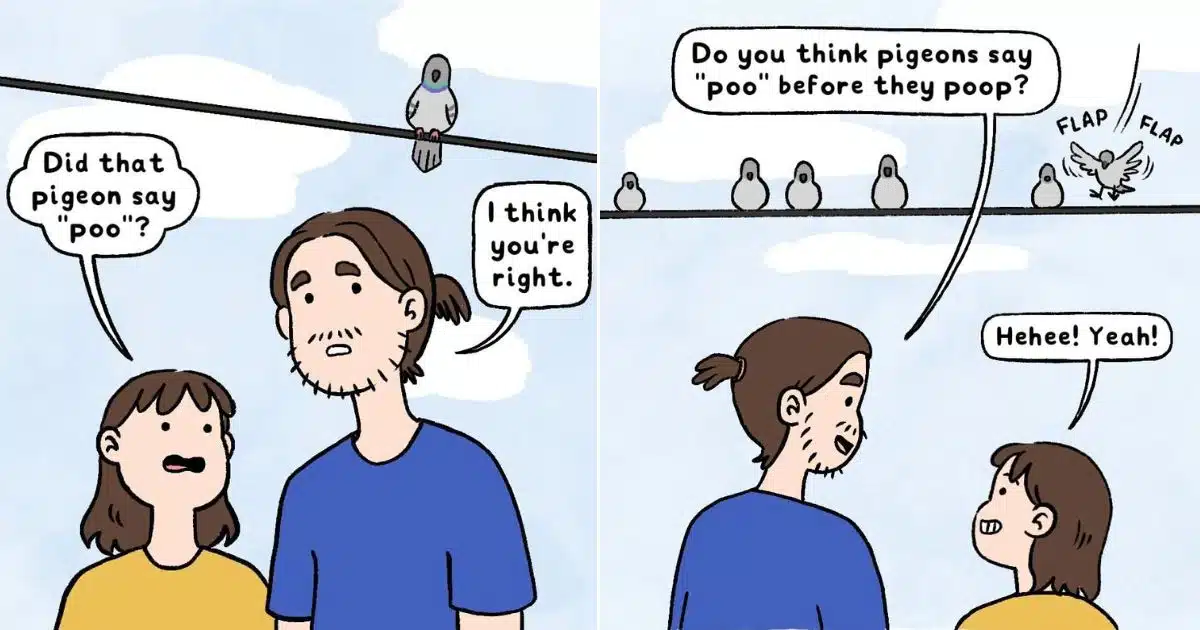 Did that
pigeon say
"poo"?
I think
you're
right.
Do you think pigeons say
"poo" before they poop?
FLAP
FLAP
Hehee! Yeah!